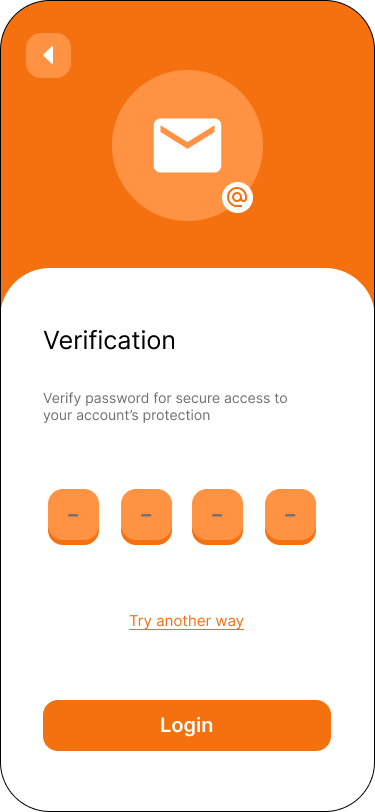 @
Verification
Verify password for secure access to
your account’s protection
- - - -
Try another way
Login